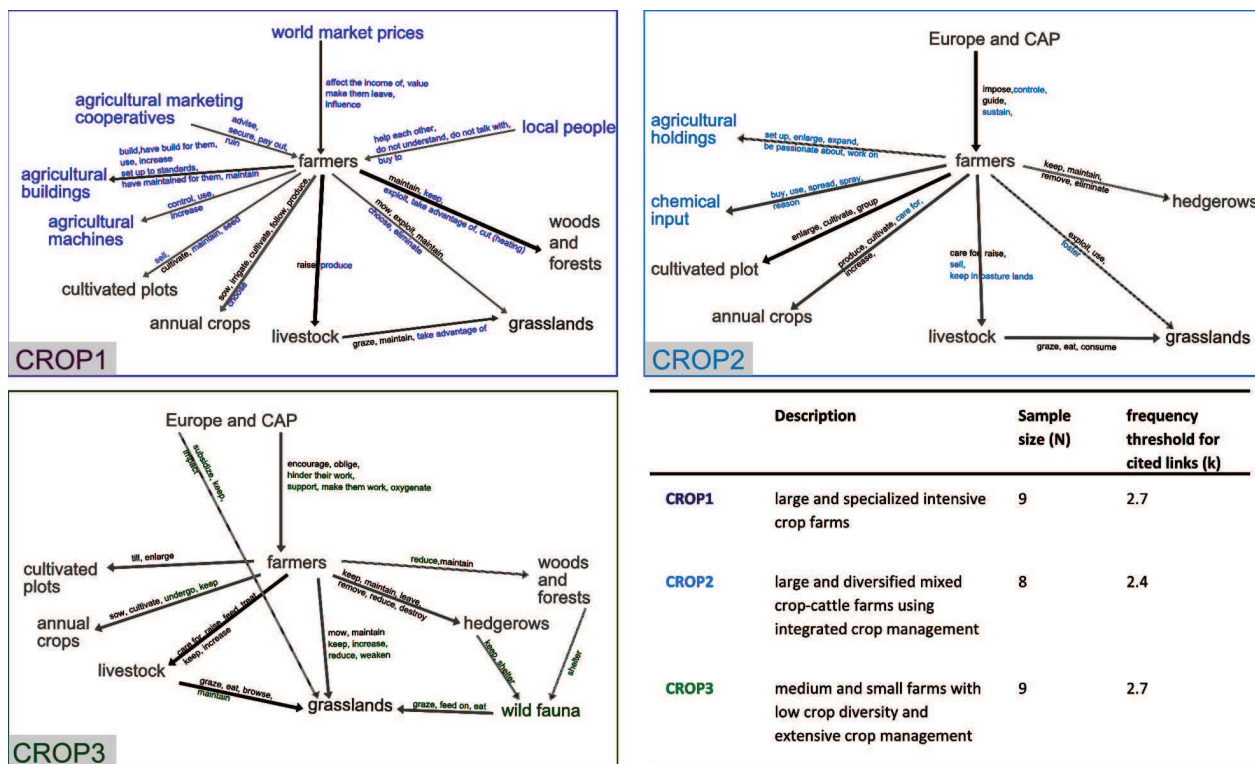 world market prices
affect the income of, value
make them leave,
influence
agricultural marketing
cooperatives
advise,
secure, pay out,
ruin
help each other,
do not understand, do not talk with,
buy to
local people
build,have build for them,
use, increase
set up to standards,
have maintained for them, maintain
farmers
agricultural
buildings
control, use,
increase
agricultural
machines
maintain, keep,
exploit, take advantage of, cut (heating)
woods
and
forests
mow, exploit, maintain,
choose, eliminate
sell,
cultivate, maintain, seed
cultivated plots
sow, irrigate, cultivate, follow, produce,
choose
annual crops
raise, produce
livestock
graze, maintain, take advantage of
grasslands
CROP1
Europe and CAP
impose,controle,
guide,
sustain,
agricultural
holdings
set up, enlarge, expand,
be passionate about, work on
farmers
keep, maintain,
remove, eliminate
hedgerows
chemical
input
buy, use, spread, spray,
reason
enlarge, cultivate, group
cultivated plot
produce, cultivate, care for,
increase,
annual crops
care for, raise,
sell,
keep in pasture lands
exploit, use,
foster
livestock
graze, eat, consume
grasslands
CROP2
Europe and CAP
subsidize, keep,
impact
encourage, oblige,
hinder their work,
support, make them work, oxygenate
cultivated
plots
till, enlarge
farmers
reduce,maintain
woods
and
forests
sow, cultivate, undergo, keep
annual
crops
keep, maintain, leave
remove, reduce, destroy
hedgerows
care for, raise, feed, treat,
keep, increase
livestock
mow, maintain
keep, increase,
reduce, weaken
keep, shelter
shelter
graze, eat, browse,
maintain
grasslands
graze, feed on, eat
wild fauna
CROP3
Description
Sample
size (N)
frequency
threshold for
cited links (k)
CROP1
large and specialized intensive
crop farms
9
2.7
CROP2
large and diversified mixed
crop-cattle farms using
integrated crop management
8
2.4
CROP3
medium and small farms with
low crop diversity and
extensive crop management
9
2.7